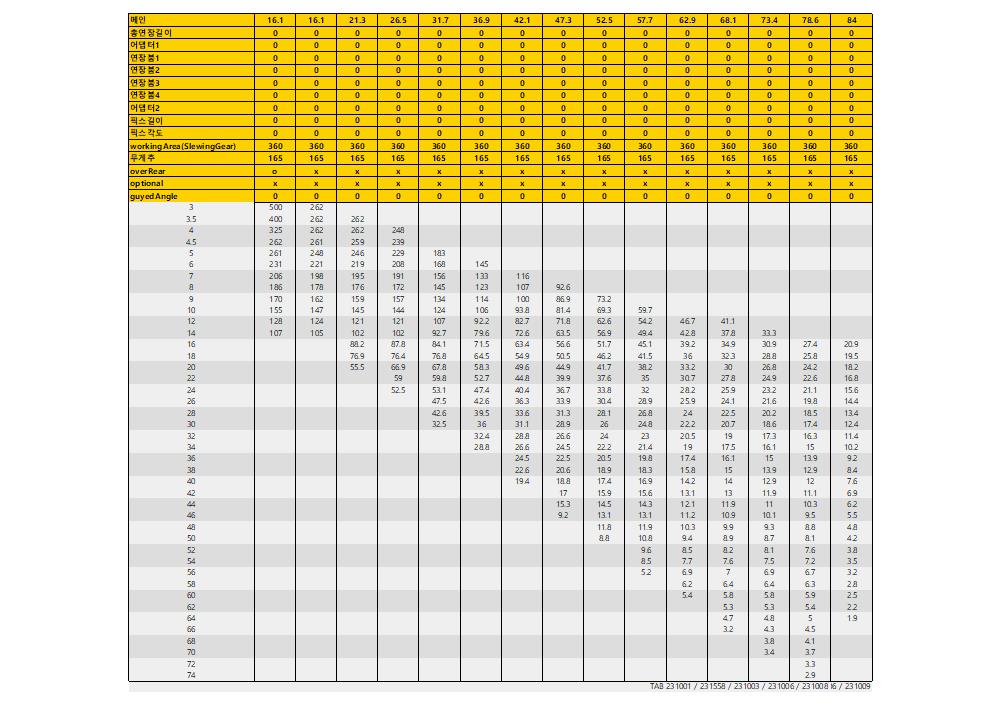 메인 16.1 16.1 21.3 26.5 31.7 36.9 42.1 47.3 52.5 57.7 62.9 68.1 73.4 78.6 84
총연장길이 0 0 0 0 0 0 0 0 0 0 0 0 0 0 0
어댑터1 0 0 0 0 0 0 0 0 0 0 0 0 0 0 0
연장붐1 0 0 0 0 0 0 0 0 0 0 0 0 0 0 0
연장붐2 0 0 0 0 0 0 0 0 0 0 0 0 0 0 0
연장붐3 0 0 0 0 0 0 0 0 0 0 0 0 0 0 0
연장붐4 0 0 0 0 0 0 0 0 0 0 0 0 0 0 0
어댑터2 0 0 0 0 0 0 0 0 0 0 0 0 0 0 0
픽스길이 0 0 0 0 0 0 0 0 0 0 0 0 0 0 0
픽스각도 0 0 0 0 0 0 0 0 0 0 0 0 0 0 0
workingArea(SlewingGear) 360 360 360 360 360 360 360 360 360 360 360 360 360 360 360
무게추 165 165 165 165 165 165 165 165 165 165 165 165 165 165 165
overRear o x x x x x x x x x x x x x x
optional x x x x x x x x x x x x x x x
guyedAngle 0 0 0 0 0 0 0 0 0 0 0 0 0 0 0
3 500 262
3.5 400 262 262
4 325 262 262 248
4.5 262 261 259 239
5 261 248 246 229 183
6 231 221 219 208 168 145
7 206 198 195 191 156 133 116
8 186 178 176 172 145 123 107 92.6
9 170 162 159 157 134 114 100 86.9 73.2
10 155 147 145 144 124 106 93.8 81.4 69.3 59.7
12 128 124 121 121 107 92.2 82.7 71.8 62.6 54.2 46.7 41.1
14 107 105 102 102 92.7 79.6 72.6 63.5 56.9 49.4 42.8 37.8 33.3
16 88.2 87.8 84.1 71.5 63.4 56.6 51.7 45.1 39.2 34.9 30.9 27.4 20.9
18 76.9 76.4 76.8 64.5 54.9 50.5 46.2 41.5 36 32.3 28.8 25.8 19.5
20 55.5 66.9 67.8 58.3 49.6 44.9 41.7 38.2 33.2 30 26.8 24.2 18.2
22 59 59.8 52.7 44.8 39.9 37.6 35 30.7 27.8 24.9 22.6 16.8
24 52.5 53.1 47.4 40.4 36.7 33.8 32 28.2 25.9 23.2 21.1 15.6
26 47.5 42.6 36.3 33.9 30.4 28.9 25.9 24.1 21.6 19.8 14.4
28 42.6 39.5 33.6 31.3 28.1 26.8 24 22.5 20.2 18.5 13.4
30 32.5 36 31.1 28.9 26 24.8 22.2 20.7 18.6 17.4 12.4
32 32.4 28.8 26.6 24 23 20.5 19 17.3 16.3 11.4
34 28.8 26.6 24.5 22.2 21.4 19 17.5 16.1 15 10.2
36 24.5 22.5 20.5 19.8 17.4 16.1 15 13.9 9.2
38 22.6 20.6 18.9 18.3 15.8 15 13.9 12.9 8.4
40 19.4 18.8 17.4 16.9 14.2 14 12.9 12 7.6
42 17 15.9 15.6 13.1 13 11.9 11.1 6.9
44 15.3 14.5 14.3 12.1 11.9 11 10.3 6.2
46 9.2 13.1 13.1 11.2 10.9 10.1 9.5 5.5
48 11.8 11.9 10.3 9.9 9.3 8.8 4.8
50 8.8 10.8 9.4 8.9 8.7 8.1 4.2
52 9.6 8.5 8.2 8.1 7.6 3.8
54 8.5 7.7 7.6 7.5 7.2 3.5
56 5.2 6.9 7 6.9 6.7 3.2
58 6.2 6.4 6.4 6.3 2.8
60 5.4 5.8 5.8 5.9 2.5
62 5.3 5.3 5.4 2.2
64 4.7 4.8 5 1.9
66 3.2 4.3 4.5
68 3.8 4.1
70 3.4 3.7
72 3.3
74 2.9
TAB 231001 / 231558 / 231003 / 231006 / 231008 / 231009